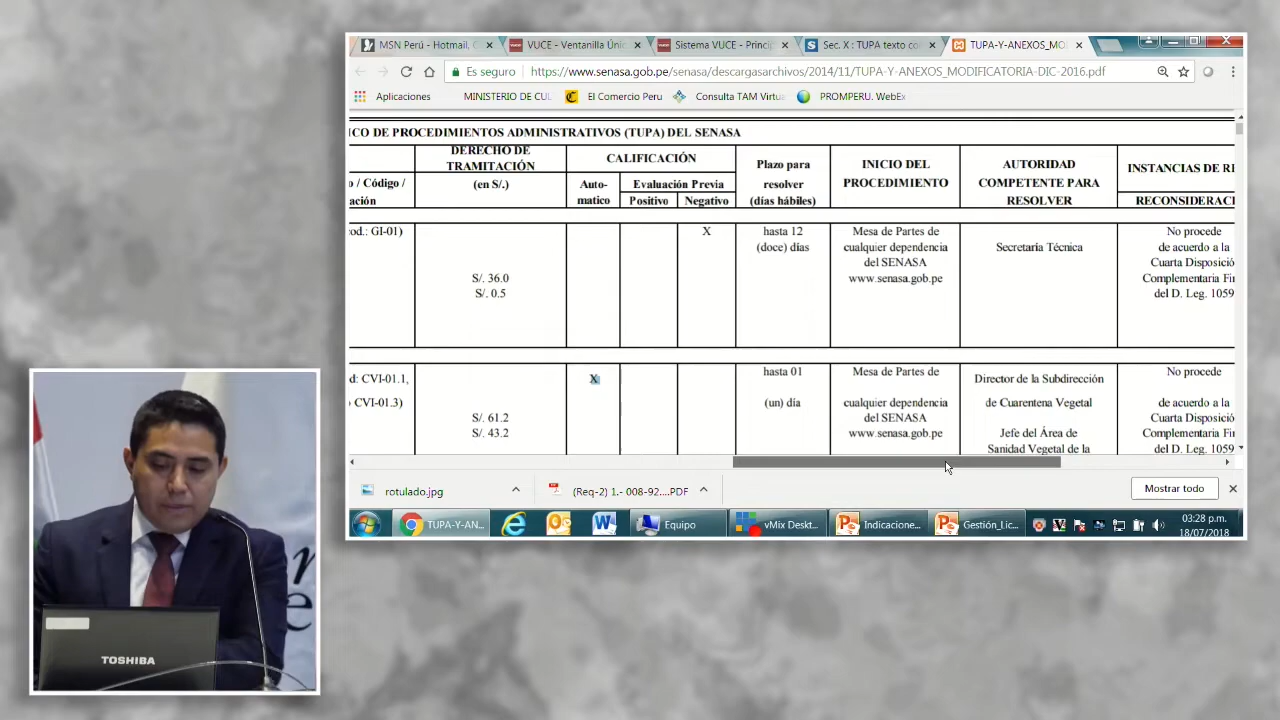 MSN Perú - Hotmail,
VUCE - Ventanilla Únic
Sistema VUCE - Princip
Sec. X : TUPA texto co
TUPA-Y-ANEXOS_MO
Es seguro
https://www.senasa.gob.pe/senasa/descargasarchivos/2014/11/TUPA-Y-ANEXOS_MODIFICATORIA-DIC-2016.pdf
Aplicaciones
MINISTERIO DE CUL
El Comercio Peru
Consulta TAM Virtua
PROMPERU. WebEx
ICO DE PROCEDIMIENTOS ADMINISTRATIVOS (TUPA) DEL SENASA
o / Código /
ación
DERECHO DE
TRAMITACIÓN
(en S/.)
CALIFICACIÓN
Auto-
matico
Evaluación Previa
Positivo
Negativo
Plazo para
resolver
(días hábiles)
INICIO DEL
PROCEDIMIENTO
AUTORIDAD
COMPETENTE PARA
RESOLVER
INSTANCIAS DE RE
RECONSIDERACI
od.: GI-01)
S/. 36.0
S/. 0.5
X
hasta 12
(doce) días
Mesa de Partes de
cualquier dependencia
del SENASA
www.senasa.gob.pe
Secretaría Técnica
No procede
de acuerdo a la
Cuarta Disposició
Complementaria Fin
del D. Leg. 1059
d: CVI-01.1,
CVI-01.3)
S/. 61.2
S/. 43.2
X
hasta 01
(un) día
Mesa de Partes de
cualquier dependencia
del SENASA
www.senasa.gob.pe
Director de la Subdirección
de Cuarentena Vegetal
Jefe del Área de
Sanidad Vegetal de la
No procede
de acuerdo a la
Cuarta Disposició
Complementaria Fin
del D. Leg. 1059
rotulado.jpg
(Req-2) 1.- 008-92....PDF
Mostrar todo
TUPA-Y-AN...
Equipo
vMix Deskt...
Indicacione...
Gestión_Lic...
03:28 p.m.
18/07/2018
TOSHIBA